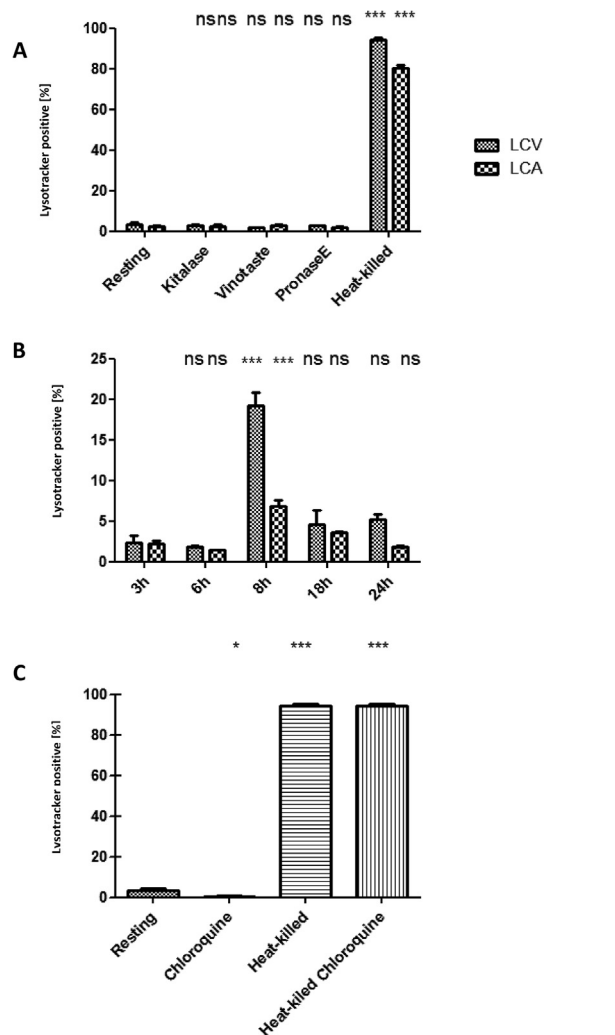 nsns ns ns ns ns *** ***
A
Lysotracker positive [%]
100
80
60
40
20
0
Resting
Kitalase
Vinotaste
PronaseE
Heat-killed
LCV
LCA
B
Lysotracker positive [%]
25
20
15
10
5
0
ns ns *** *** ns ns ns ns
3h
6h
8h
18h
24h
* *** ***
C
Lysotracker positive [%]
100
80
60
40
20
0
Resting
Chloroquine
Heat-killed
Heat-kiled Chloroquine